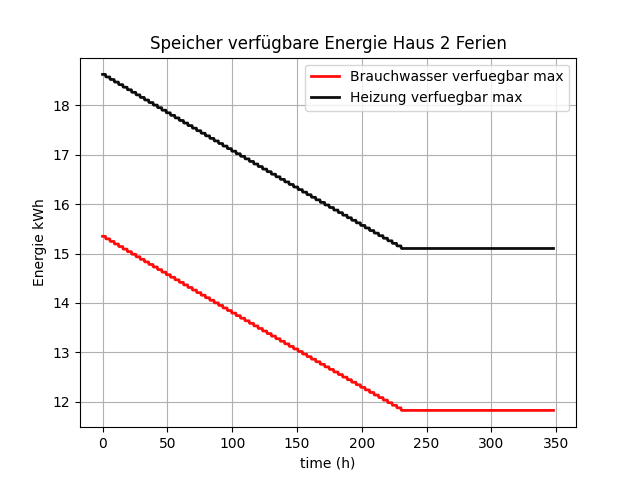 Speicher verfügbare Energie Haus 2 Ferien
Brauchwasser verfuegbar max
Heizung verfuegbar max
Energie kWh
18
17
16
15
14
13
12
0 50 100 150 200 250 300 350
time (h)